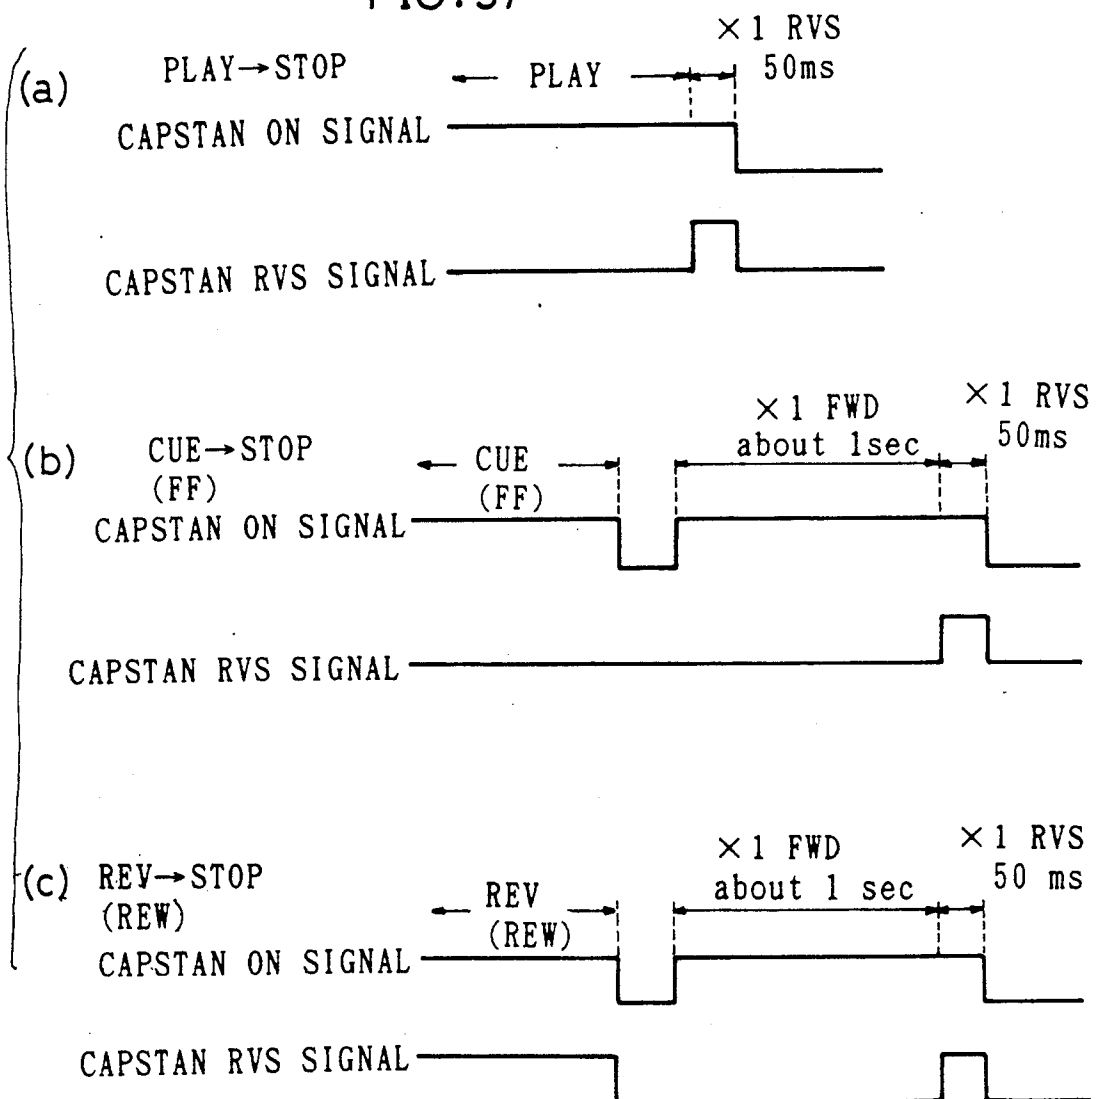 FIG.37
×1 RVS
(a) PLAY→STOP ← PLAY → 50ms
CAPSTAN ON SIGNAL
CAPSTAN RVS SIGNAL
×1 FWD ×1 RVS
(b) CUE→STOP ← CUE → about 1sec 50ms
(FF) (FF)
CAPSTAN ON SIGNAL
CAPSTAN RVS SIGNAL
×1 FWD ×1 RVS
(c) REV→STOP ← REV → about 1 sec 50 ms
(REW) (REW)
CAPSTAN ON SIGNAL
CAPSTAN RVS SIGNAL